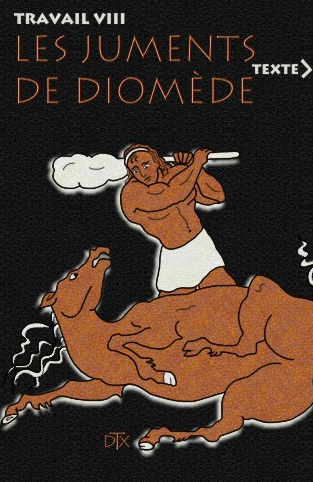 TRAVAIL VIII
LES JUMENTS
DE DIOMÈDE
TEXTE
DTX